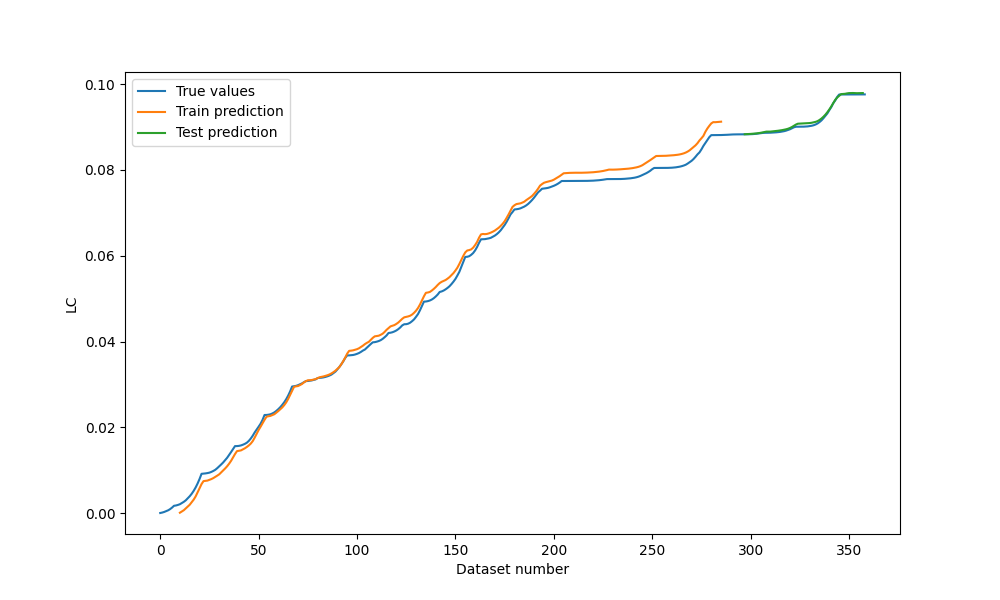 True values
Train prediction
Test prediction
0.10
0.08
0.06
0.04
0.02
0.00
LC
0 50 100 150 200 250 300 350
Dataset number